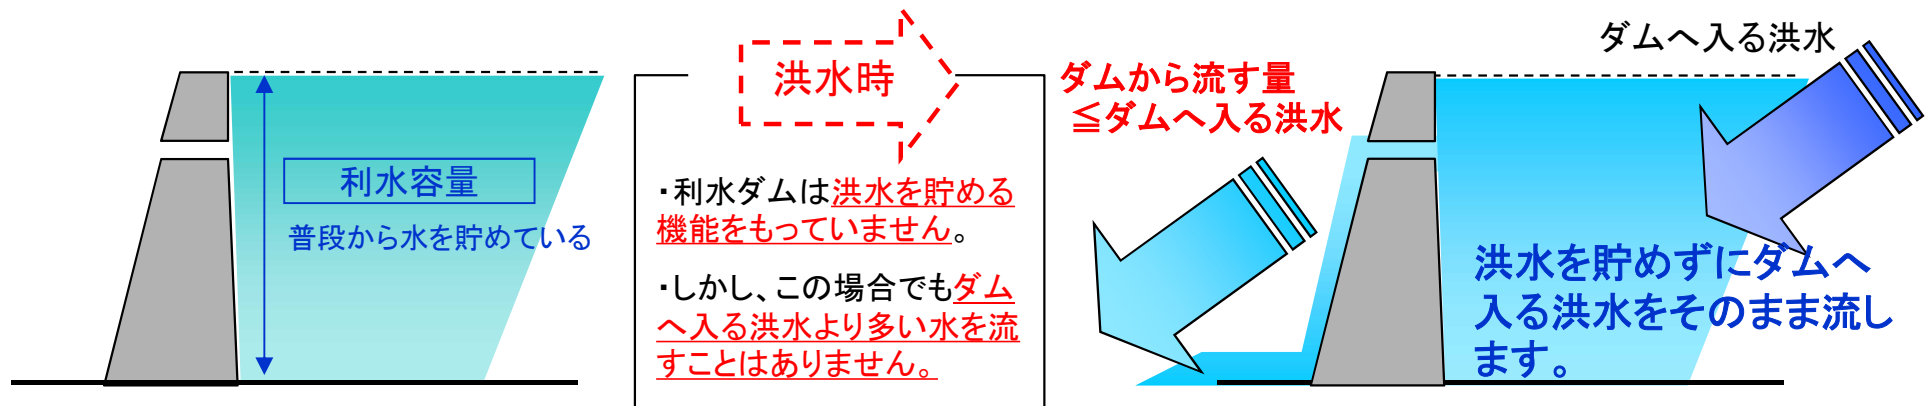 利水容量
普段から水を貯めている
洪水時
・利水ダムは洪水を貯める
機能をもっていません。
・しかし、この場合でもダム
へ入る洪水より多い水を流
すことはありません。
ダムから流す量
≦ダムへ入る洪水
ダムへ入る洪水
洪水を貯めずにダムへ
入る洪水をそのまま流し
ます。